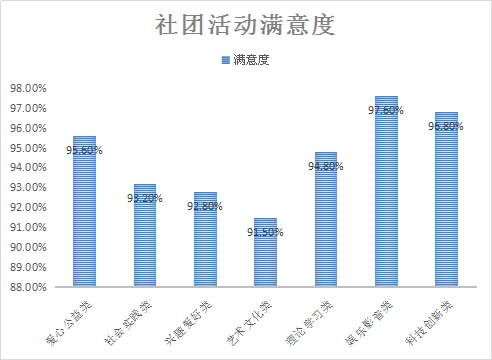 社团活动满意度
满意度
98.00%
97.00%
96.00%
95.00%
94.00%
93.00%
92.00%
91.00%
90.00%
89.00%
88.00%
95.60%
93.20%
92.80%
91.50%
94.80%
97.60%
96.80%
爱心公益类
社会实践类
兴趣爱好类
艺术文化类
理论学习类
娱乐影音类
科技创新类